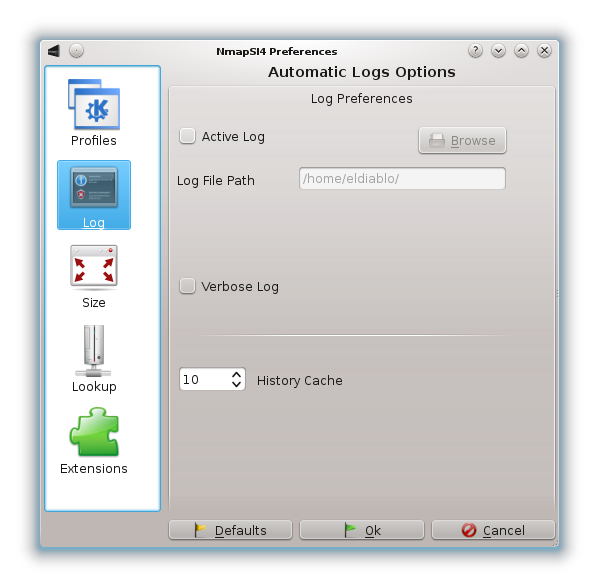 NmapSI4 Preferences
Automatic Logs Options
Profiles
Log
Size
Lookup
Extensions
Log Preferences
Active Log
Browse
Log File Path
/home/eldiablo/
Verbose Log
10
History Cache
Defaults
Ok
Cancel